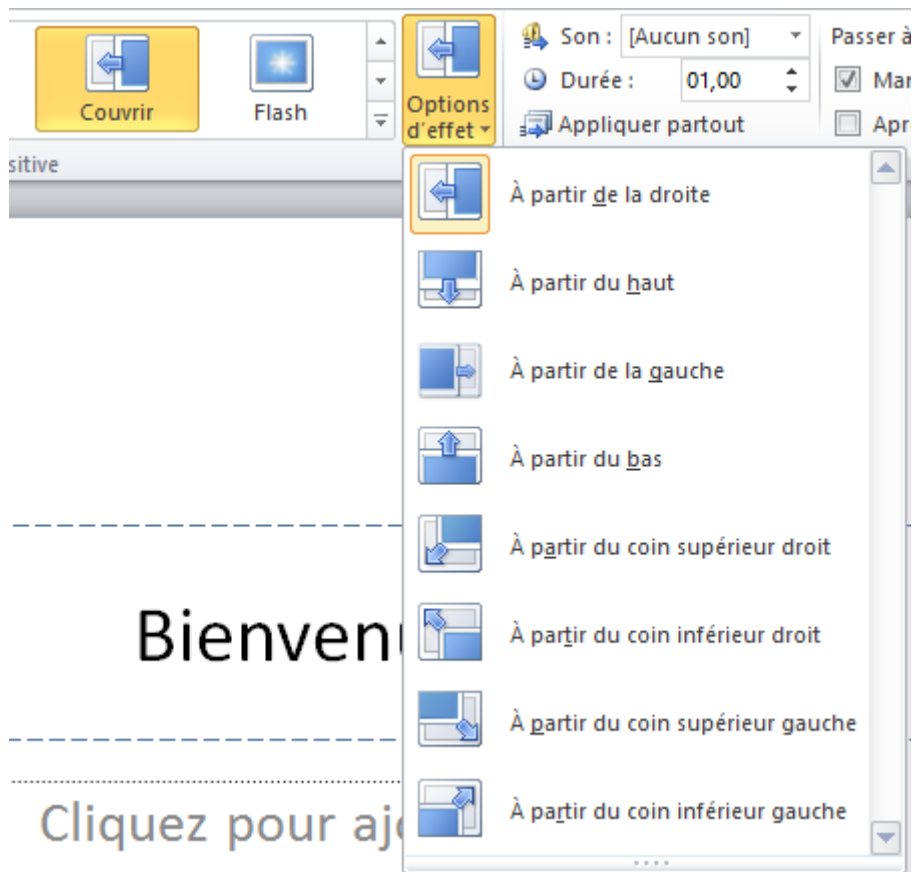 Couvrir
Flash
Options
d'effet
Son : [Aucun son]
Durée : 01,00
Appliquer partout
Passer à
Mar
Apr
sitive
À partir de la droite
À partir du haut
À partir de la gauche
À partir du bas
À partir du coin supérieur droit
À partir du coin inférieur droit
À partir du coin supérieur gauche
À partir du coin inférieur gauche
Bienven
Cliquez pour aj